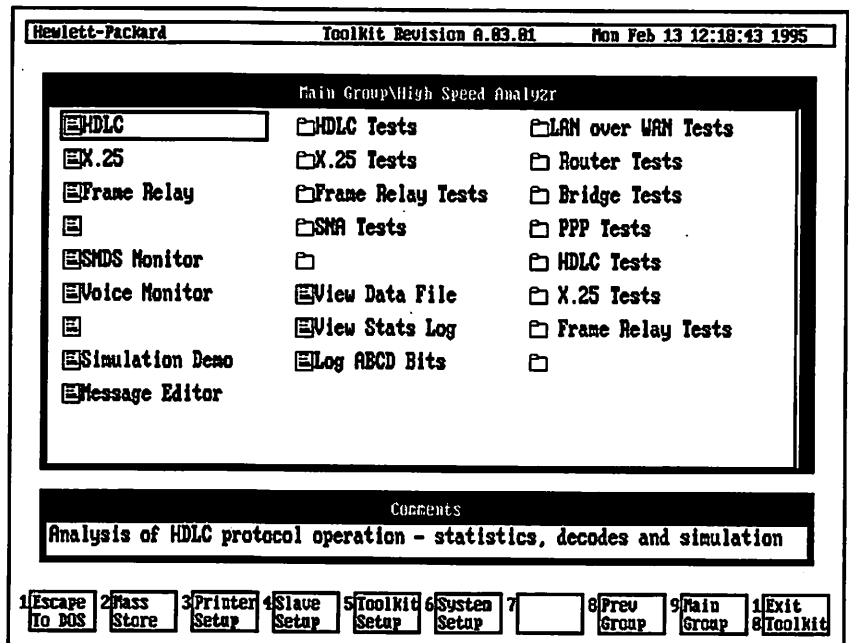 Hewlett-Packard Toolkit Revision A.03.01 Mon Feb 13 12:18:43 1995
Main Group\High Speed Analyzr
HDLC HDLC Tests LAN over WAN Tests
X.25 X.25 Tests Router Tests
Frame Relay Frame Relay Tests Bridge Tests
SNA Tests PPP Tests
SMDS Monitor HDLC Tests
Voice Monitor View Data File X.25 Tests
View Stats Log Frame Relay Tests
Simulation Demo Log ABCD Bits
Message Editor
Comments
Analysis of HDLC protocol operation - statistics, decodes and simulation
1 Escape 2 Mass 3 Printer 4 Slave 5 Toolkit 6 System 7 8 Prev 9 Main 1 Exit
To DOS Store Setup Setup Setup Setup Group Group 0 Toolkit